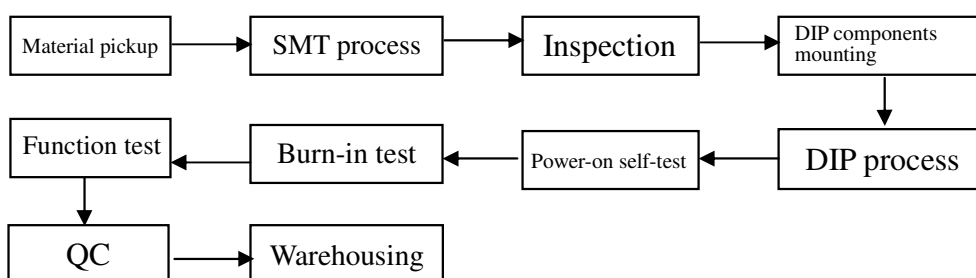 Material pickup
SMT process
Inspection
DIP components
mounting
DIP process
Power-on self-test
Burn-in test
Function test
QC
Warehousing